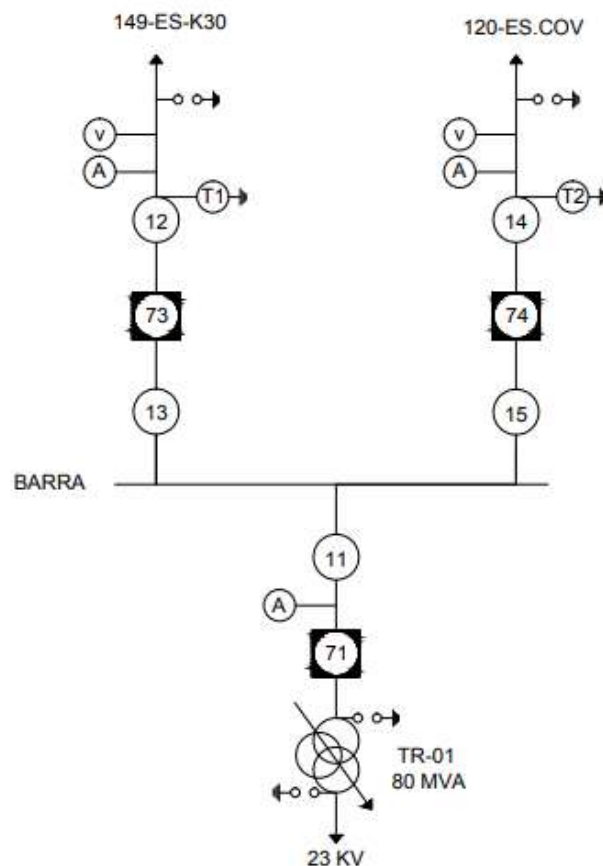 149-ES-K30
120-ES.COV
v
v
A
A
T1
T2
12
14
73
74
13
15
BARRA
11
A
71
TR-01
80 MVA
23 KV